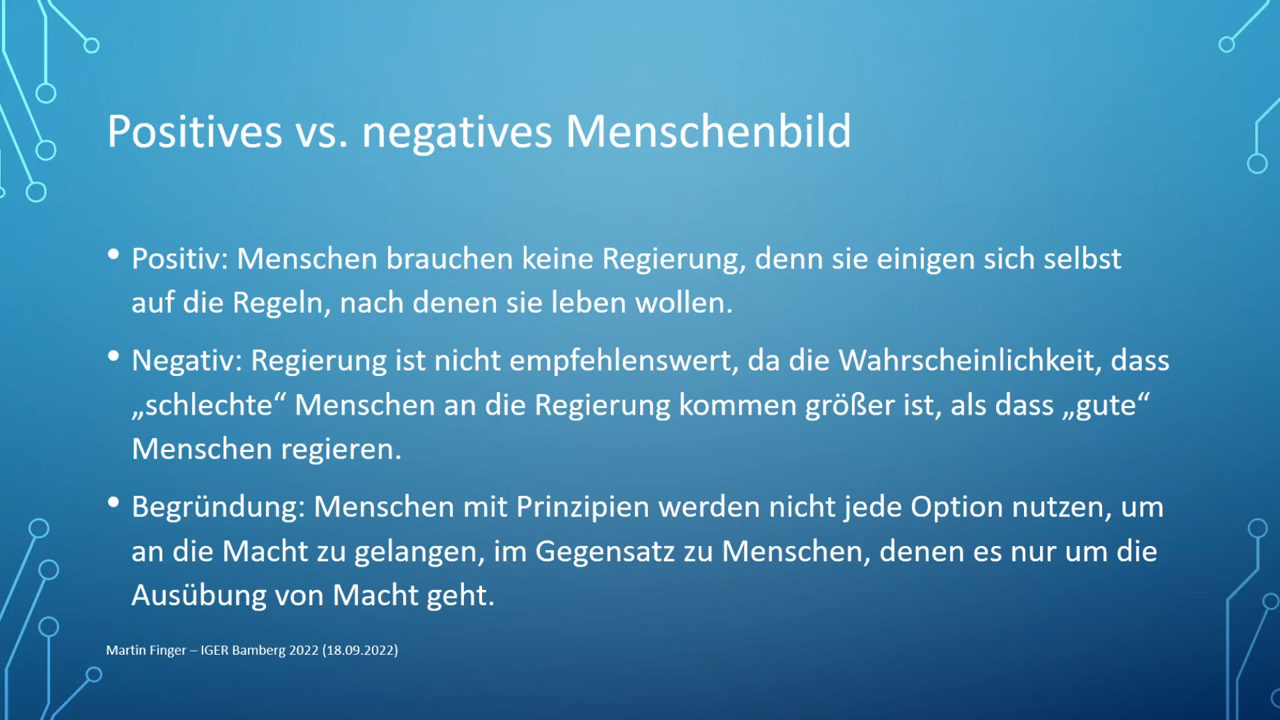 Positives vs. negatives Menschenbild
• Positiv: Menschen brauchen keine Regierung, denn sie einigen sich selbst
auf die Regeln, nach denen sie leben wollen.
• Negativ: Regierung ist nicht empfehlenswert, da die Wahrscheinlichkeit, dass
„schlechte“ Menschen an die Regierung kommen größer ist, als dass „gute“
Menschen regieren.
• Begründung: Menschen mit Prinzipien werden nicht jede Option nutzen, um
an die Macht zu gelangen, im Gegensatz zu Menschen, denen es nur um die
Ausübung von Macht geht.
Martin Finger – IGER Bamberg 2022 (18.09.2022)